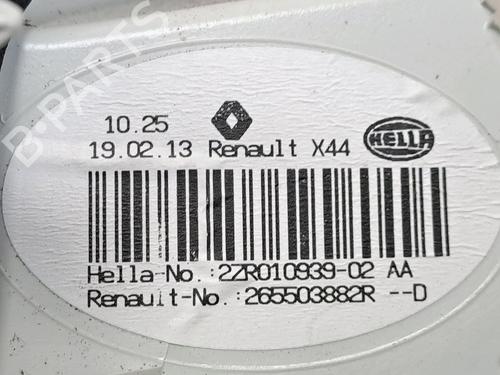 10.25
19.02.13 Renault X44
HELLA
Hella-No.:2ZR010939-02 AA
Renault-No.:265503882R --D
B-PARTS